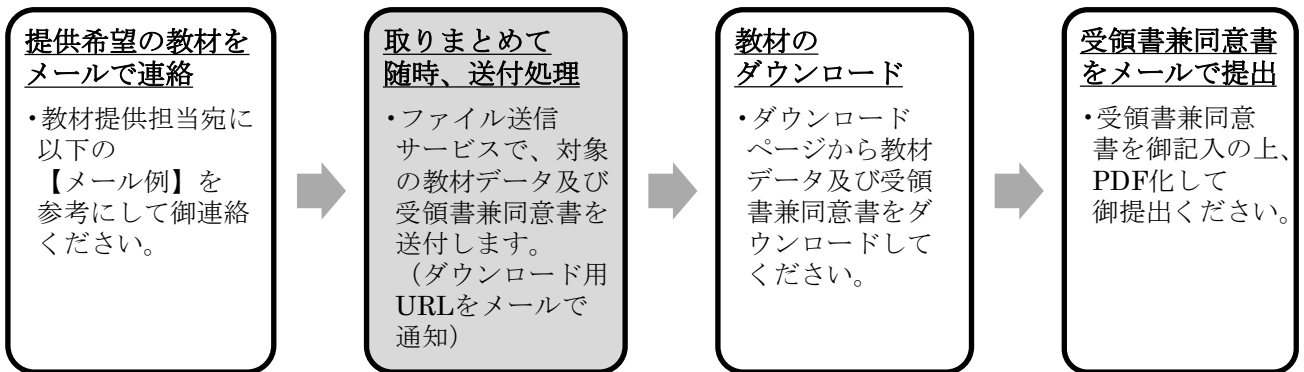 提供希望の教材を
メールで連絡
・教材提供担当宛に
以下の
【メール例】を
参考にして御連絡
ください。
取りまとめて
随時、送付処理
・ファイル送信
サービスで、対象
の教材データ及び
受領書兼同意書を
送付します。
（ダウンロード用
URLをメールで
通知）
教材の
ダウンロード
・ダウンロード
ページから教材
データ及び受領
書兼同意書をダ
ウンロードして
ください。
受領書兼同意書
をメールで提出
・受領書兼同意
書を御記入の上、
PDF化して
御提出ください。